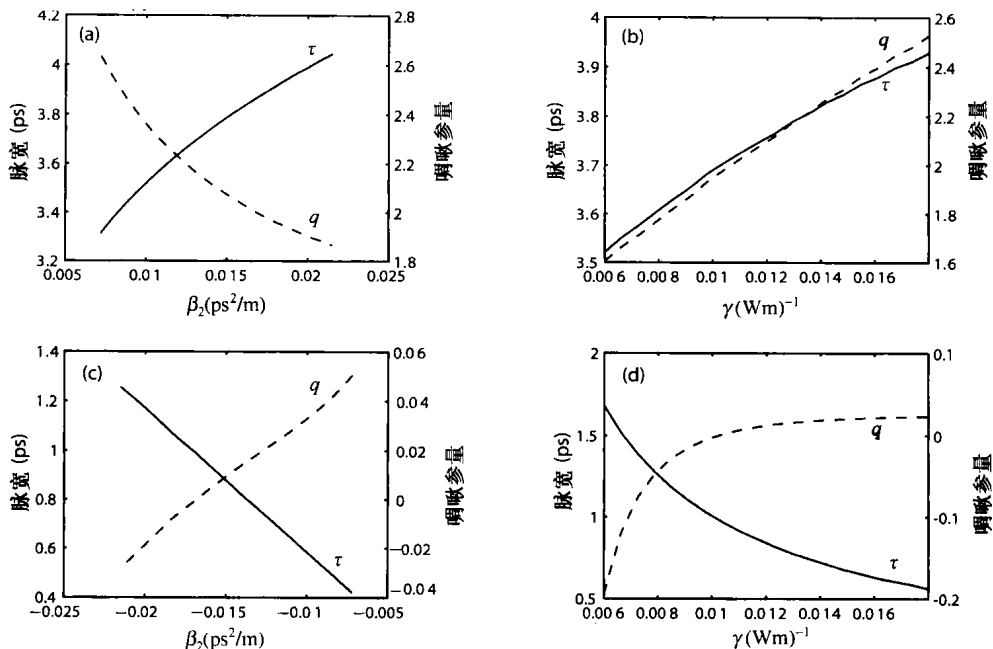 (a)
4.2
4
3.8
3.6
3.4
3.2
脉宽 (ps)
τ
q
2.8
2.6
2.4
2.2
2
1.8
啁啾参量
0.005
0.01
0.015
0.02
0.025
β₂(ps²/m)
(b)
4
3.9
3.8
3.7
3.6
3.5
脉宽 (ps)
q
τ
2.8
2.6
2.4
2.2
2
1.8
1.6
啁啾参量
0.006
0.008
0.01
0.012
0.014
0.016
γ(Wm)⁻¹
(c)
1.4
1.2
1
0.8
0.6
0.4
脉宽 (ps)
q
τ
0.06
0.04
0.02
0
−0.02
−0.04
啁啾参量
−0.025
−0.02
−0.015
−0.01
−0.005
β₂(ps²/m)
(d)
2
1.5
1
0.5
脉宽 (ps)
q
τ
0.1
0
−0.1
−0.2
啁啾参量
0.006
0.008
0.01
0.012
0.014
0.016
γ(Wm)⁻¹